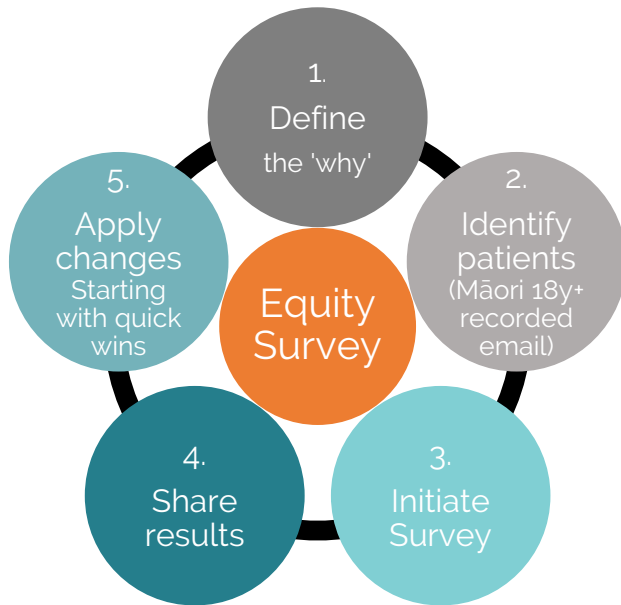 1.
Define
the 'why'
2.
Identify
patients
(Māori 18y+
recorded
email)
3.
Initiate
Survey
4.
Share
results
5.
Apply
changes
Starting
with quick
wins
Equity
Survey